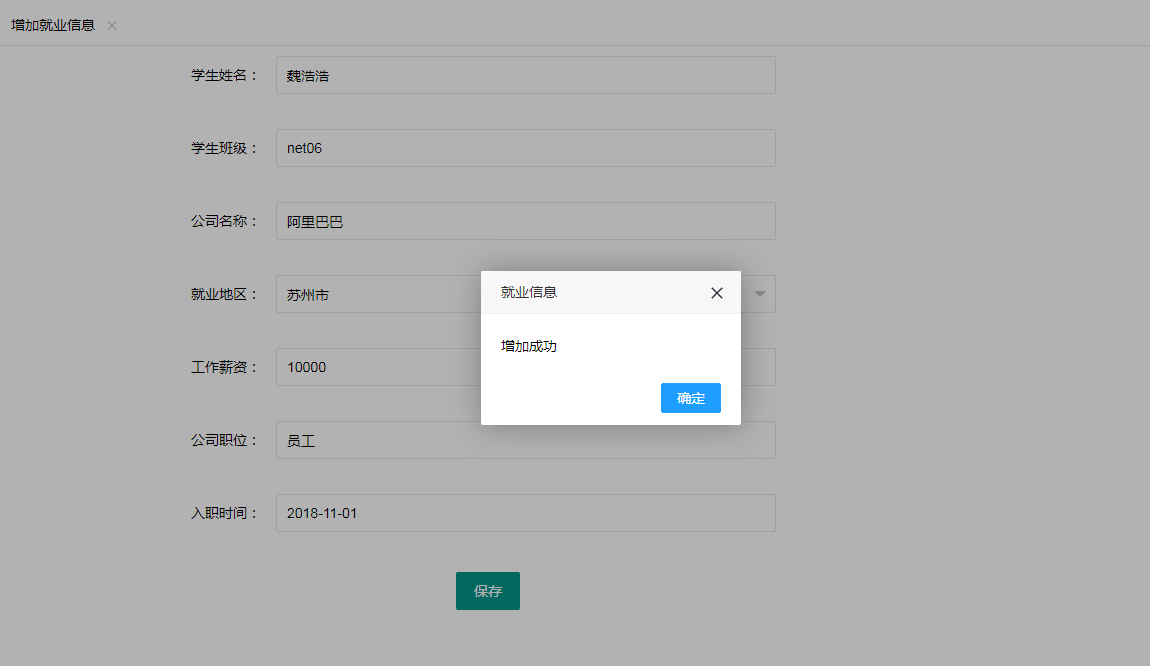 增加就业信息
学生姓名：
魏浩浩
学生班级：
net06
公司名称：
阿里巴巴
就业地区：
苏州市
工作薪资：
10000
公司职位：
员工
入职时间：
2018-11-01
保存
就业信息
增加成功
确定